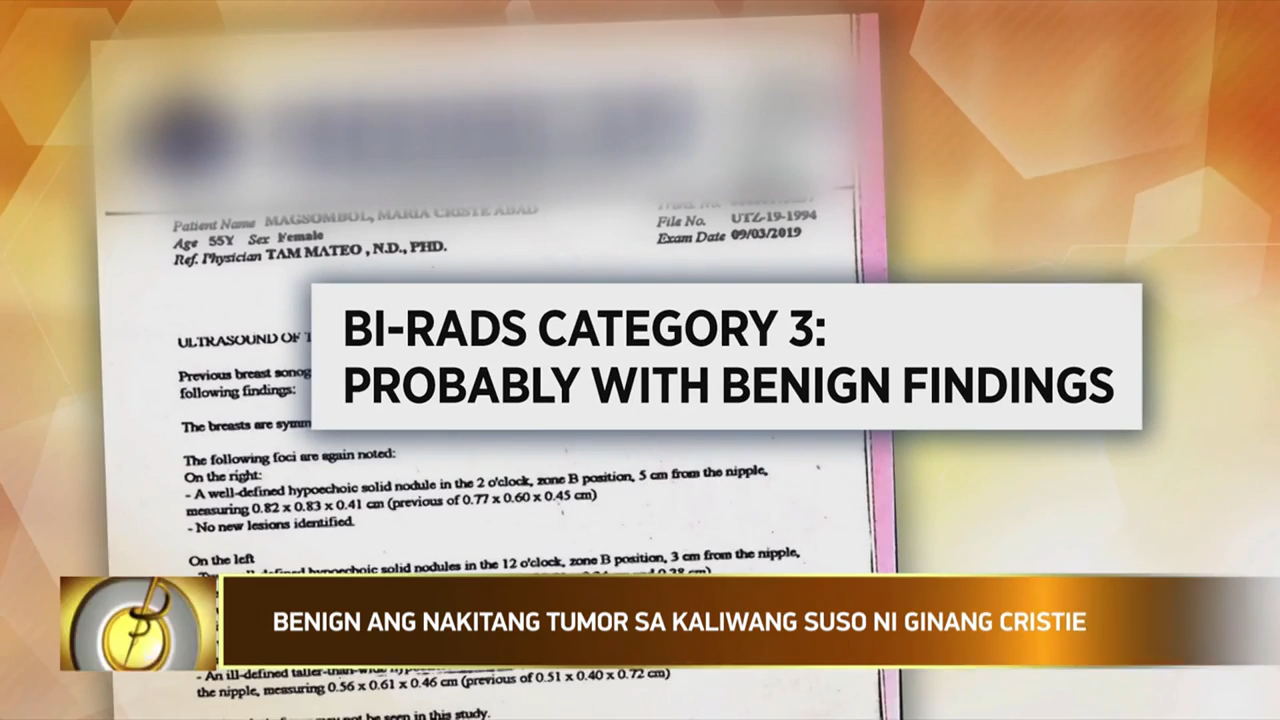 Patient Name MAGSOMBOL, MARIA CRISTE ABAD
Age 55Y Sex Female
Ref. Physician TAM MATEO, N.D., PHD.
File No. UTZ-19-1994
Exam Date 09/03/2019
ULTRASOUND OF
BI-RADS CATEGORY 3:
PROBABLY WITH BENIGN FINDINGS
Previous breast sonog
following findings:
The breasts are symm
The following foci are again noted:
On the right:
- A well-defined hypoechoic solid nodule in the 2 o'clock, zone B position, 5 cm from the nipple,
measuring 0.82 x 0.83 x 0.41 cm (previous of 0.77 x 0.60 x 0.45 cm)
- No new lesions identified.
On the left
hypoechoic solid nodules in the 12 o'clock, zone B position, 3 cm from the nipple,
BENIGN ANG NAKITANG TUMOR SA KALIWANG SUSO NI GINANG CRISTIE
- An ill-defined taller-than-wide
the nipple, measuring 0.56 x 0.61 x 0.46 cm (previous of 0.51 x 0.40 x 0.72 cm)
not be seen in this study.